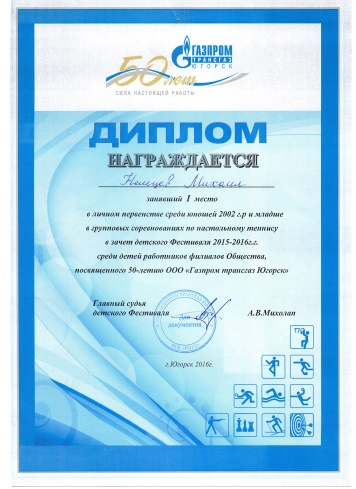 ГАЗПРОМ
ТРАНСГАЗ
ЮГОРСК
50 лет
СИЛА НАСТОЯЩЕЙ РАБОТЫ
ДИПЛОМ
НАГРАЖДАЕТСЯ
Немцев Михаил
занявший I место
в личном первенстве среди юношей 2002 г.р и младше
в групповых соревнованиях по настольному теннису
в зачет детского Фестиваля 2015-2016г.г.
среди детей работников филиалов Общества,
посвященного 50-летию ООО «Газпром трансгаз Югорск»
Главный судья
детского Фестиваля А.В.Михолап
Для
документов
г.Югорск 2016г.